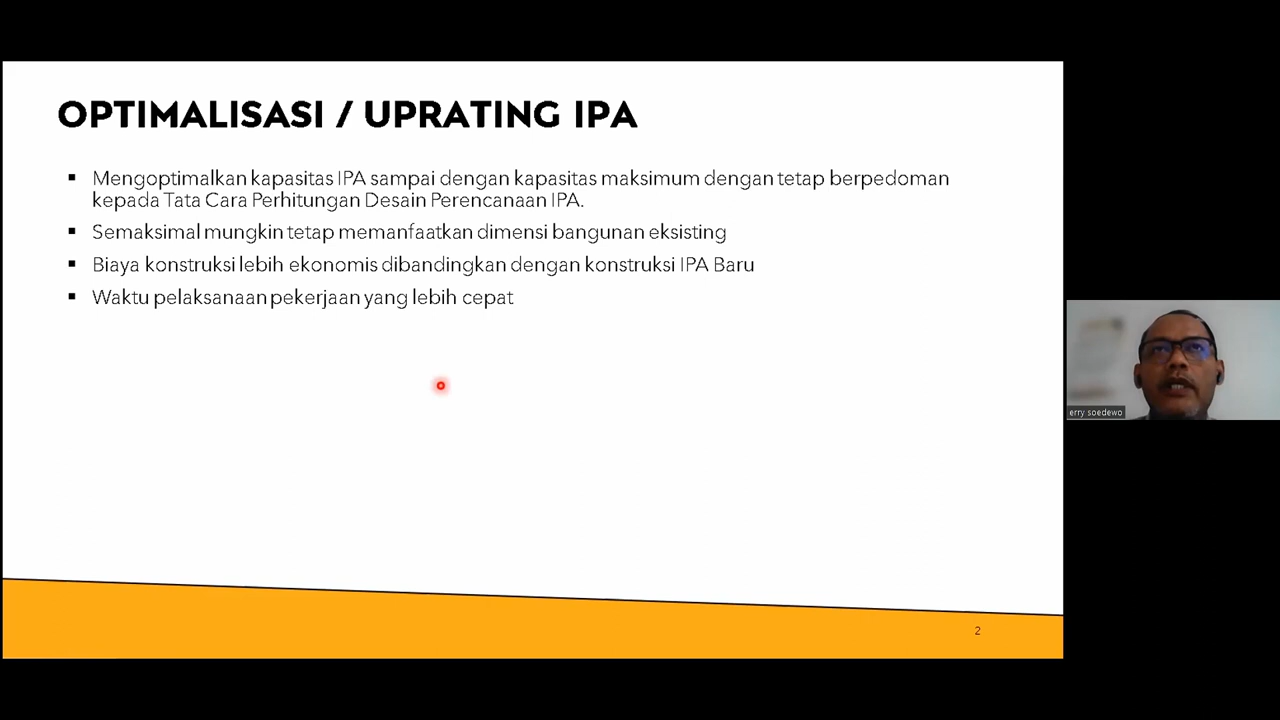 OPTIMALISASI / UPRATING IPA
▪ Mengoptimalkan kapasitas IPA sampai dengan kapasitas maksimum dengan tetap berpedoman
kepada Tata Cara Perhitungan Desain Perencanaan IPA.
▪ Semaksimal mungkin tetap memanfaatkan dimensi bangunan eksisting
▪ Biaya konstruksi lebih ekonomis dibandingkan dengan konstruksi IPA Baru
▪ Waktu pelaksanaan pekerjaan yang lebih cepat
erry soedewo
2